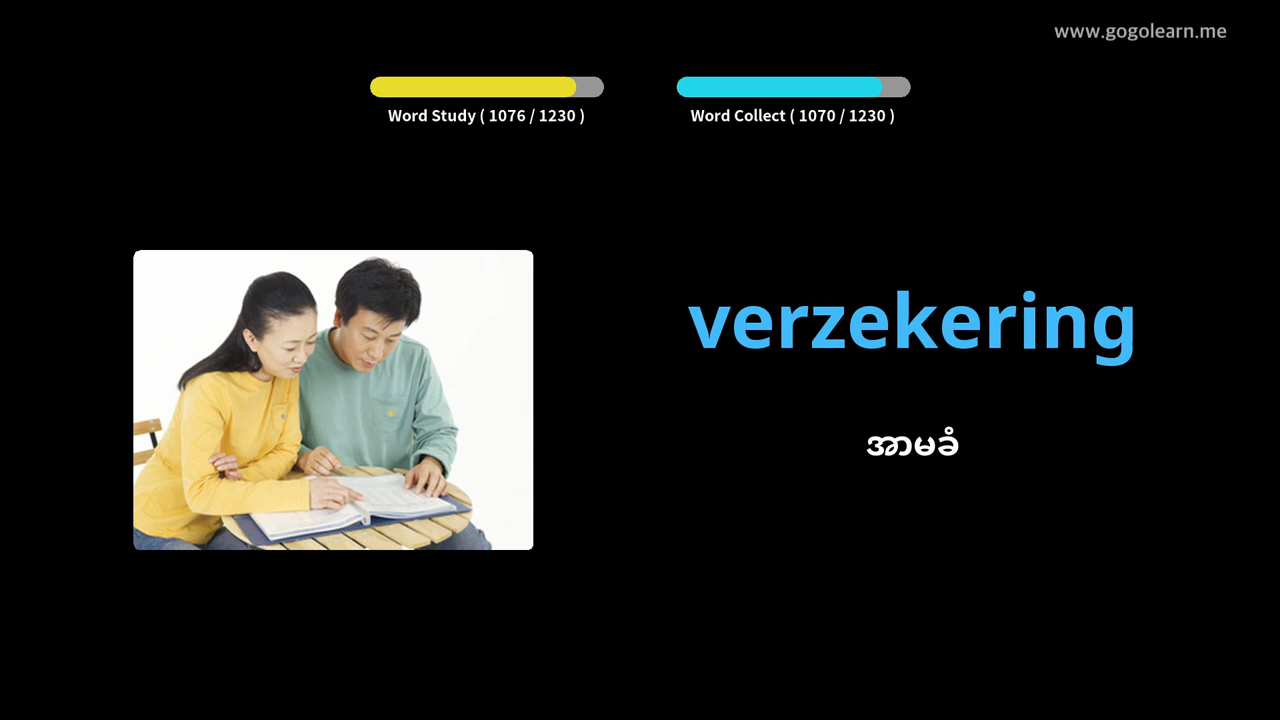 www.gogolearn.me
Word Study ( 1076 / 1230 )
Word Collect ( 1070 / 1230 )
verzekering
အာမခံ